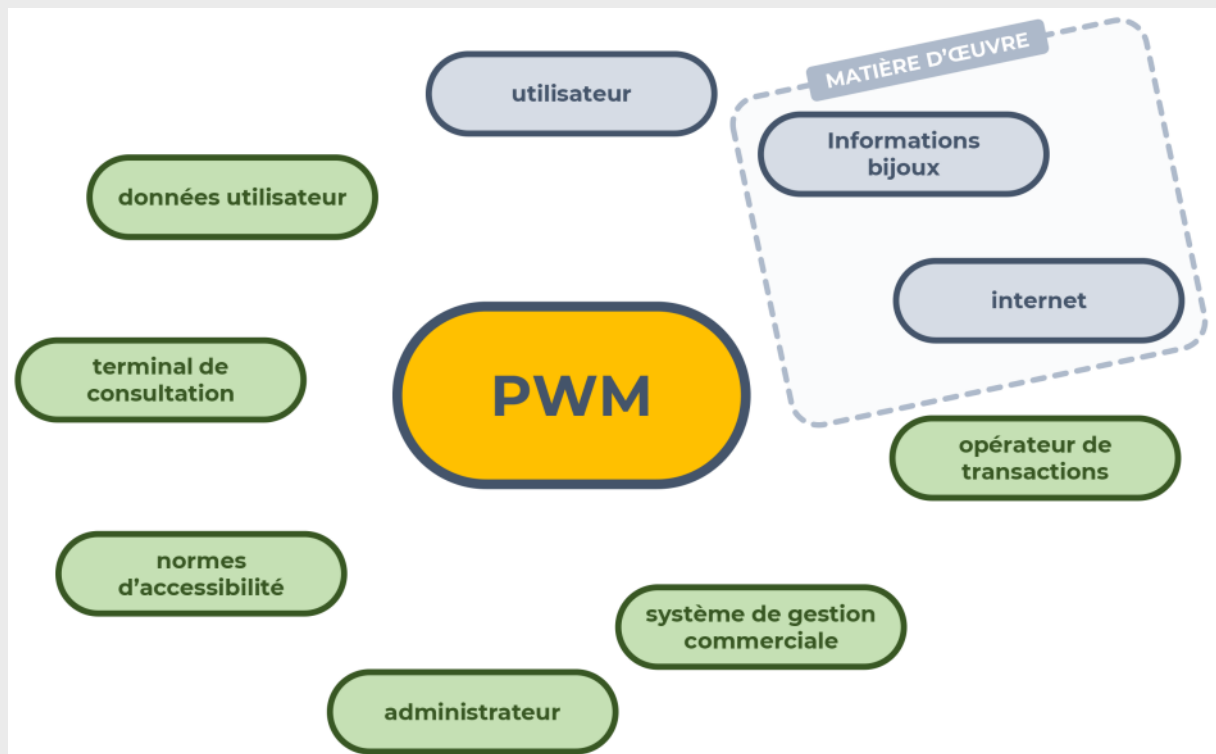 MATIÈRE D'ŒUVRE
utilisateur
Informations
bijoux
données utilisateur
internet
terminal de
consultation
PWM
opérateur de
transactions
normes
d'accessibilité
système de gestion
commerciale
administrateur